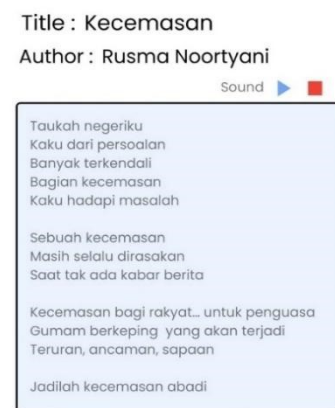 Title : Kecemasan
Author : Rusma Noortyani
Sound
Taukah negeriku
Kaku dari persoalan
Banyak terkendali
Bagian kecemasan
Kaku hadapi masalah
Sebuah kecemasan
Masih selalu dirasakan
Saat tak ada kabar berita
Kecemasan bagi rakyat... untuk penguasa
Gumam berkeping yang akan terjadi
Teruran, ancaman, sapaan
Jadilah kecemasan abadi